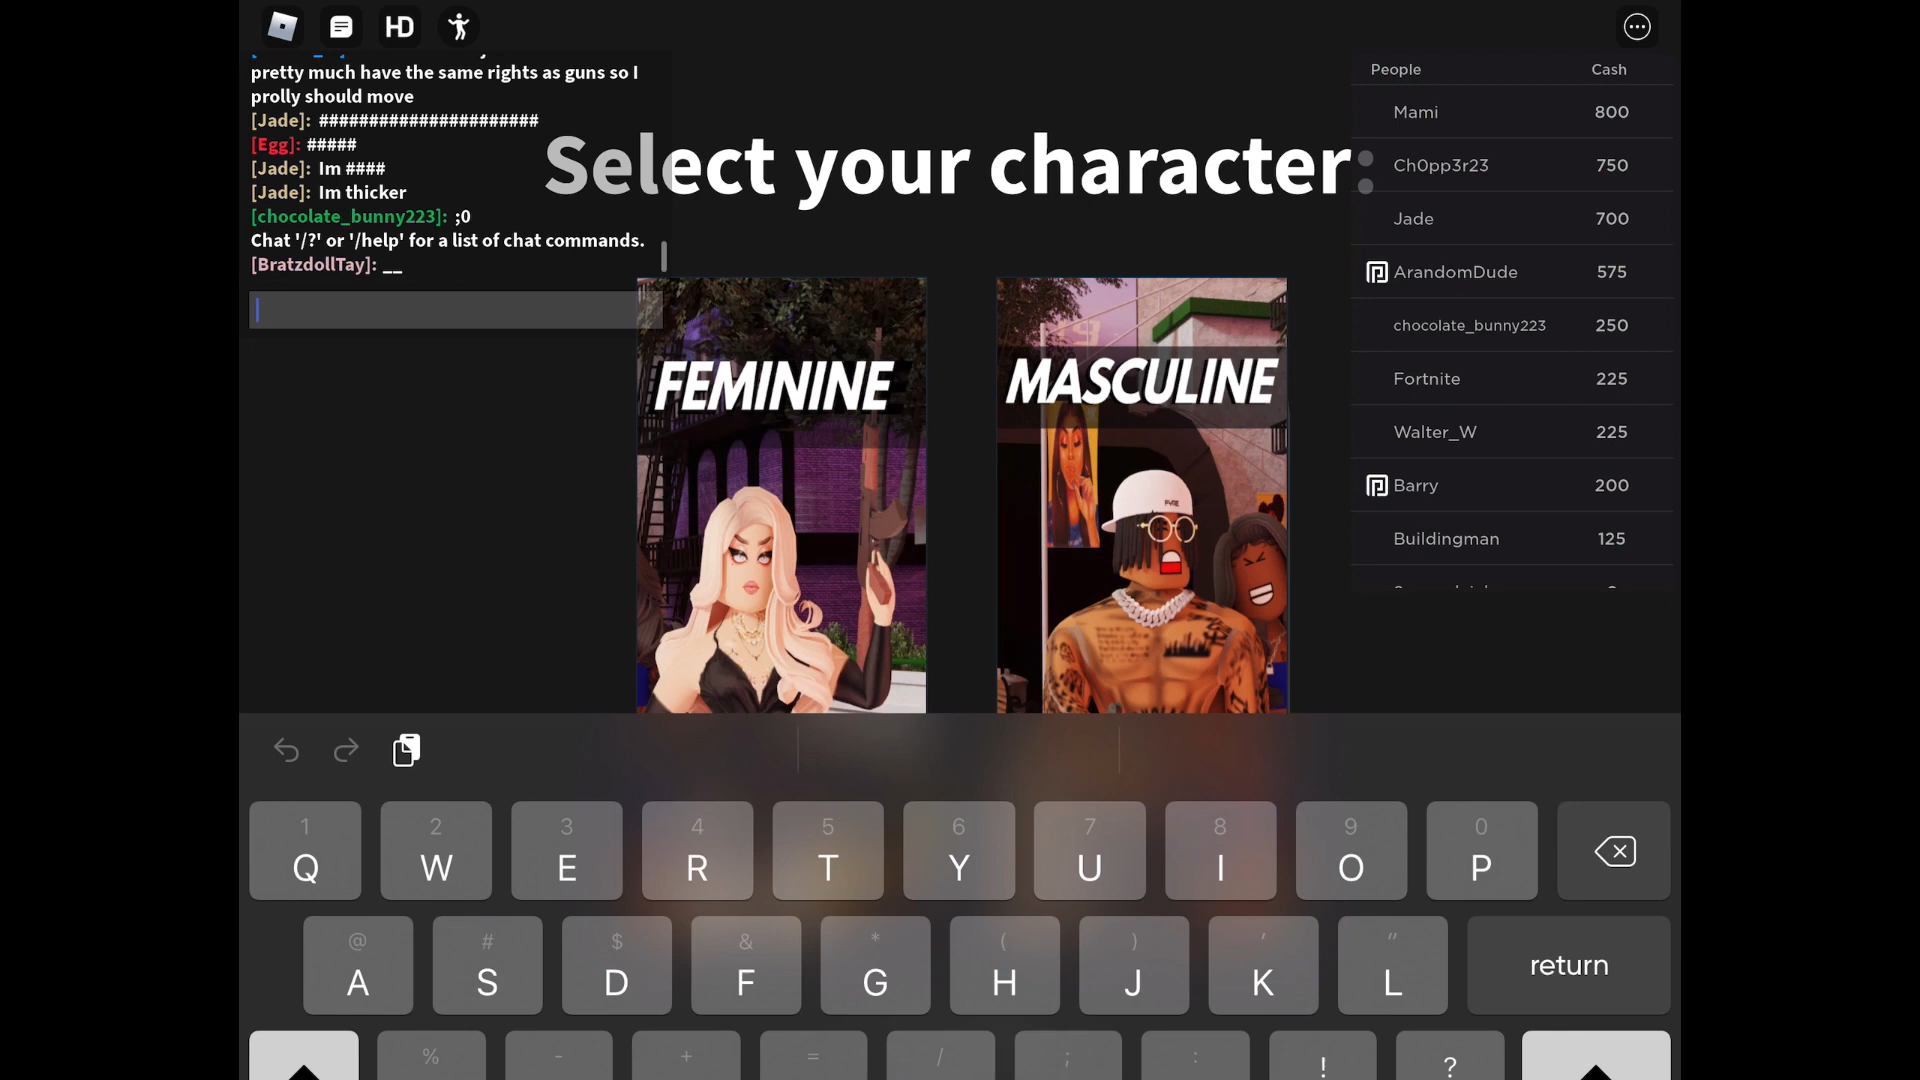 HD
pretty much have the same rights as guns so I
prolly should move
[Jade]: ######################
[Egg]: #####
[Jade]: Im ####
[Jade]: Im thicker
[chocolate_bunny223]: ;0
Chat '/?' or '/help' for a list of chat commands.
[BratzdollTay]: __
Select your character:
FEMININE
MASCULINE
People Cash
Mami 800
Ch0pp3r23 750
Jade 700
ArandomDude 575
chocolate_bunny223 250
Fortnite 225
Walter_W 225
Barry 200
Buildingman 125
1 2 3 4 5 6 7 8 9 0
Q W E R T Y U I O P
@ # $ & * ( ) ' "
A S D F G H J K L return
% - + = / ; : ! ?